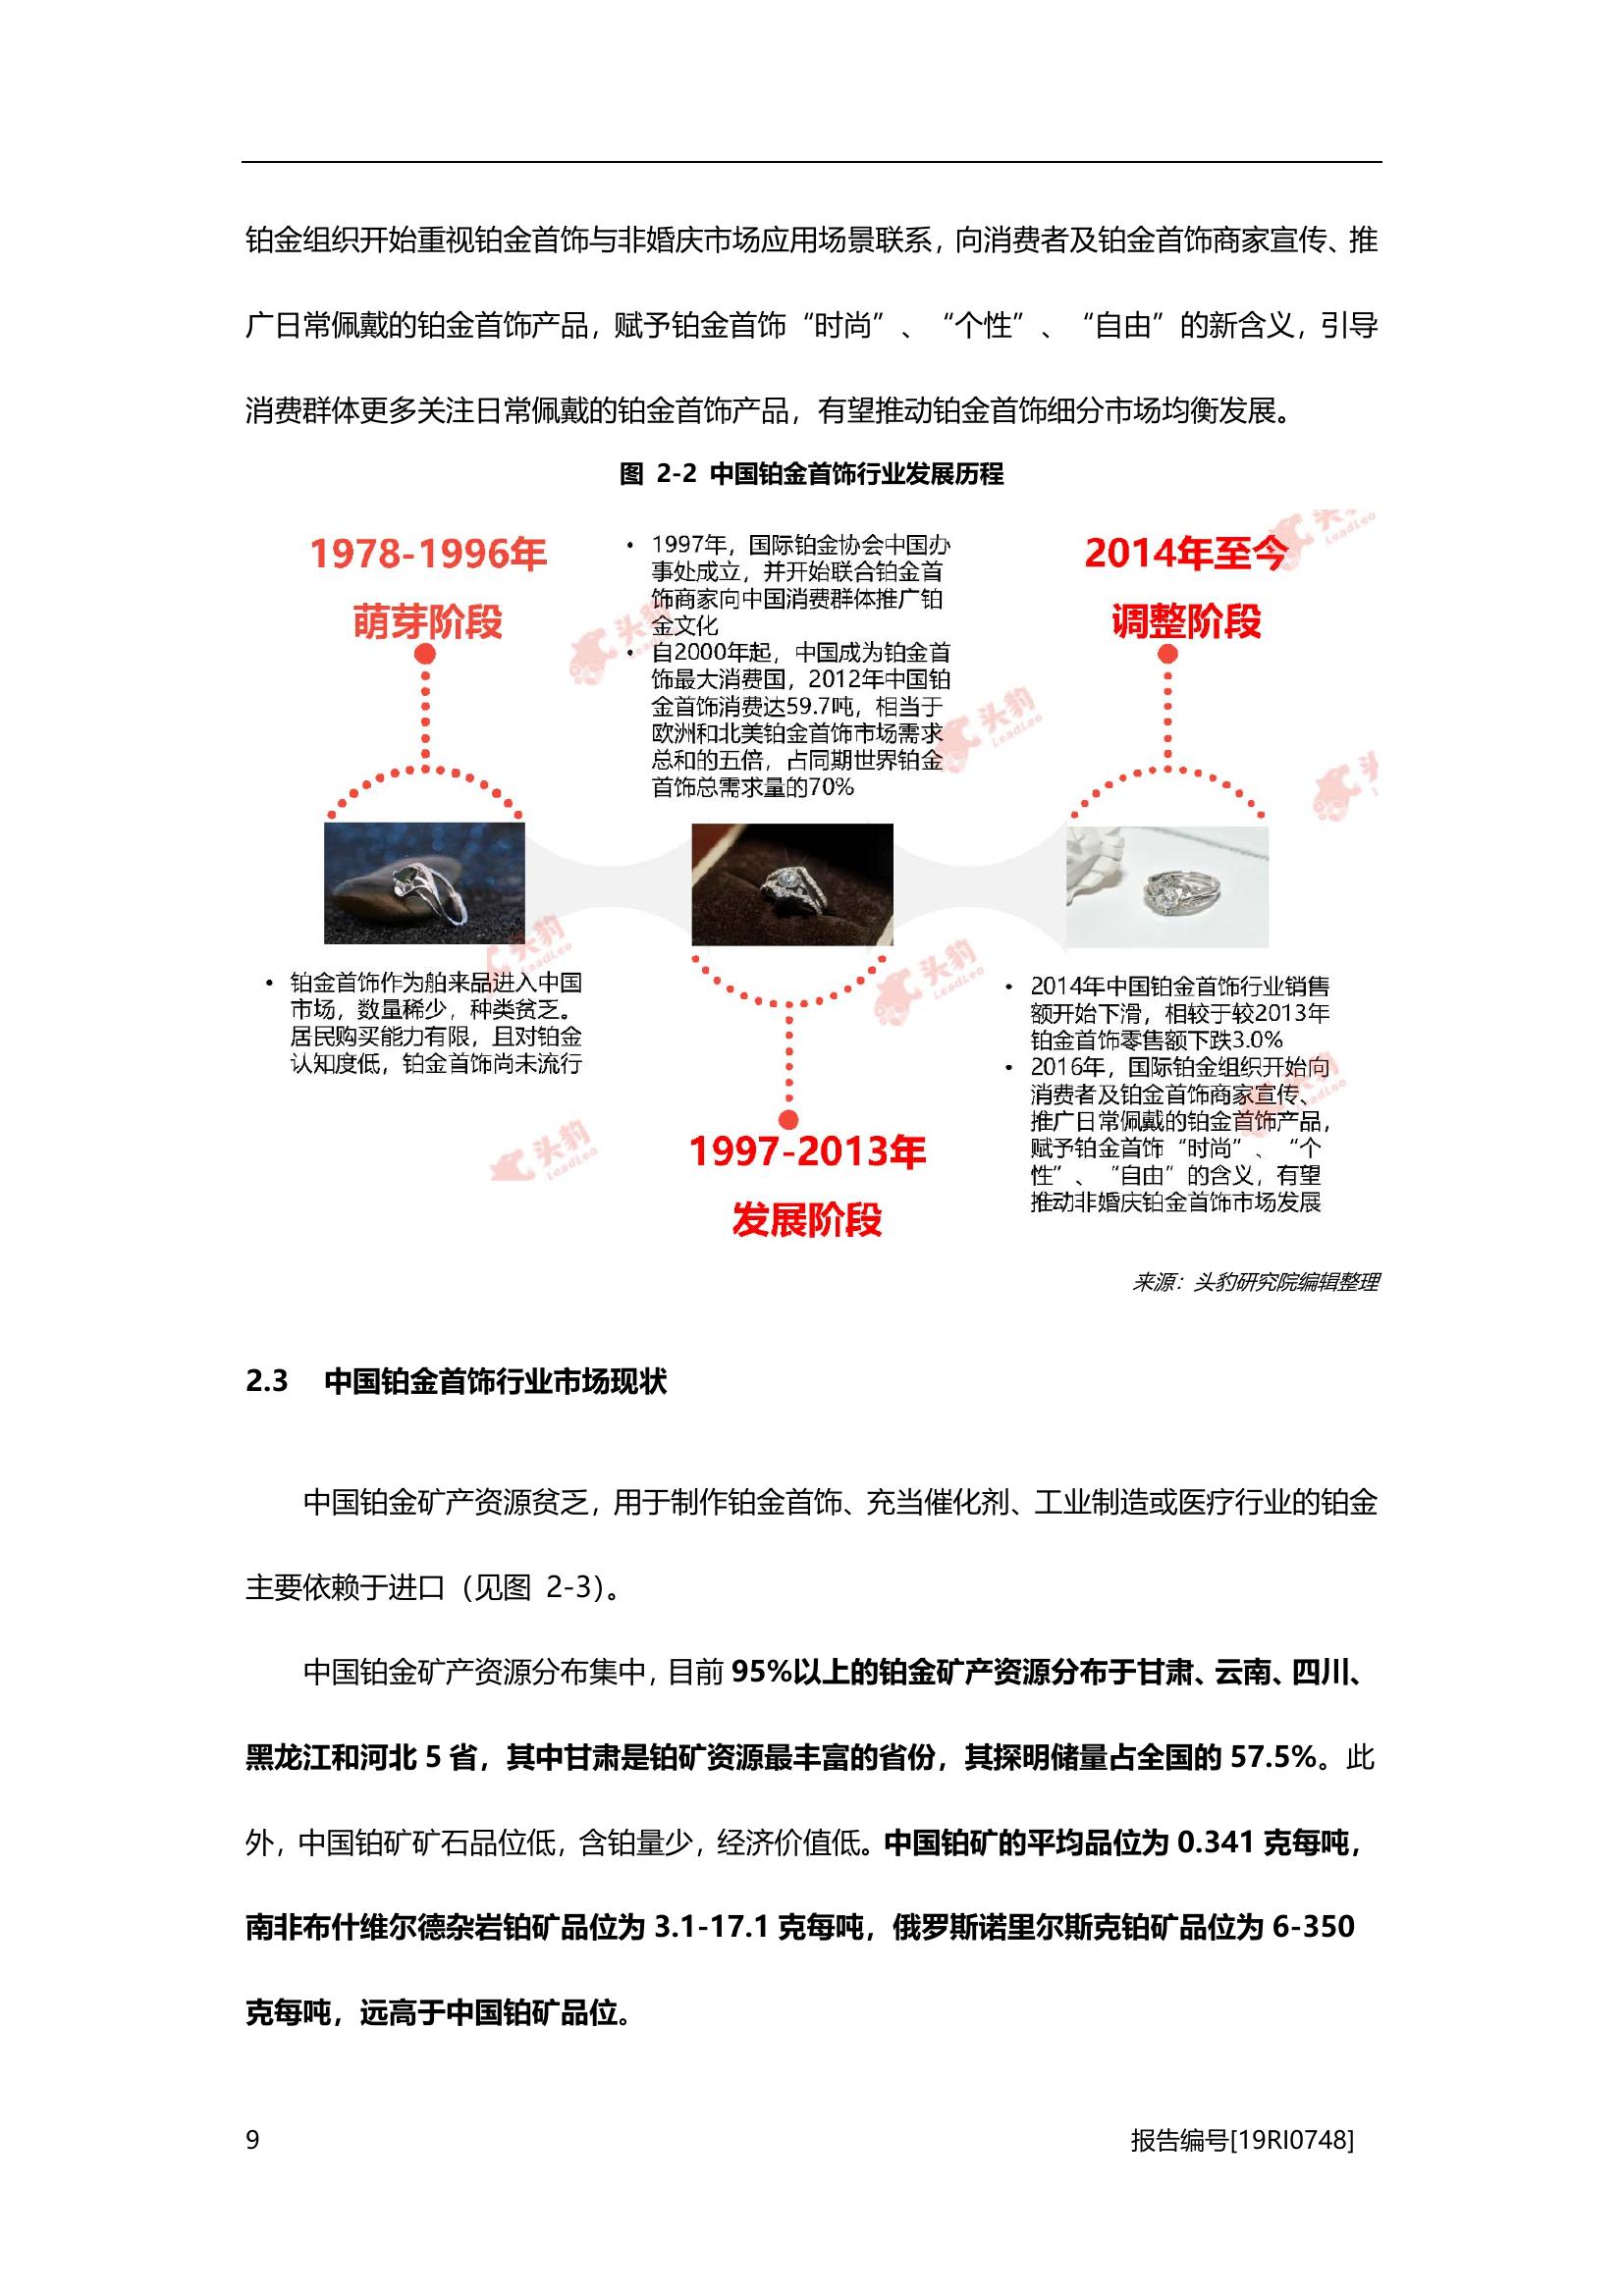 铂金组织开始重视铂金首饰与非婚庆市场应用场景联系，向消费者及铂金首饰商家宣传、推
广日常佩戴的铂金首饰产品，赋予铂金首饰“时尚”、“个性”、“自由”的新含义，引导
消费群体更多关注日常佩戴的铂金首饰产品，有望推动铂金首饰细分市场均衡发展。
图 2-2 中国铂金首饰行业发展历程
1978-1996年
萌芽阶段
• 铂金首饰作为舶来品进入中国
市场，数量稀少，种类贫乏。
居民购买能力有限，且对铂金
认知度低，铂金首饰尚未流行
• 1997年，国际铂金协会中国办
事处成立，并开始联合铂金首
饰商家向中国消费群体推广铂
金文化
• 自2000年起，中国成为铂金首
饰最大消费国，2012年中国铂
金首饰消费达59.7吨，相当于
欧洲和北美铂金首饰市场需求
总和的五倍，占同期世界铂金
首饰总需求量的70%
1997-2013年
发展阶段
2014年至今
调整阶段
• 2014年中国铂金首饰行业销售
额开始下滑，相较于较2013年
铂金首饰零售额下跌3.0%
• 2016年，国际铂金组织开始向
消费者及铂金首饰商家宣传、
推广日常佩戴的铂金首饰产品，
赋予铂金首饰“时尚”、“个
性”、“自由”的含义，有望
推动非婚庆铂金首饰市场发展
头豹
LeadLeo
头豹
LeadLeo
头豹
LeadLeo
头豹
LeadLeo
头豹
LeadLeo
头豹
LeadLeo
头豹
LeadLeo
来源：头豹研究院编辑整理
2.3 中国铂金首饰行业市场现状
中国铂金矿产资源贫乏，用于制作铂金首饰、充当催化剂、工业制造或医疗行业的铂金
主要依赖于进口（见图 2-3）。
中国铂金矿产资源分布集中，目前 95%以上的铂金矿产资源分布于甘肃、云南、四川、
黑龙江和河北 5 省，其中甘肃是铂矿资源最丰富的省份，其探明储量占全国的 57.5%。此
外，中国铂矿矿石品位低，含铂量少，经济价值低。中国铂矿的平均品位为 0.341 克每吨，
南非布什维尔德杂岩铂矿品位为 3.1-17.1 克每吨，俄罗斯诺里尔斯克铂矿品位为 6-350
克每吨，远高于中国铂矿品位。
9
报告编号[19RI0748]